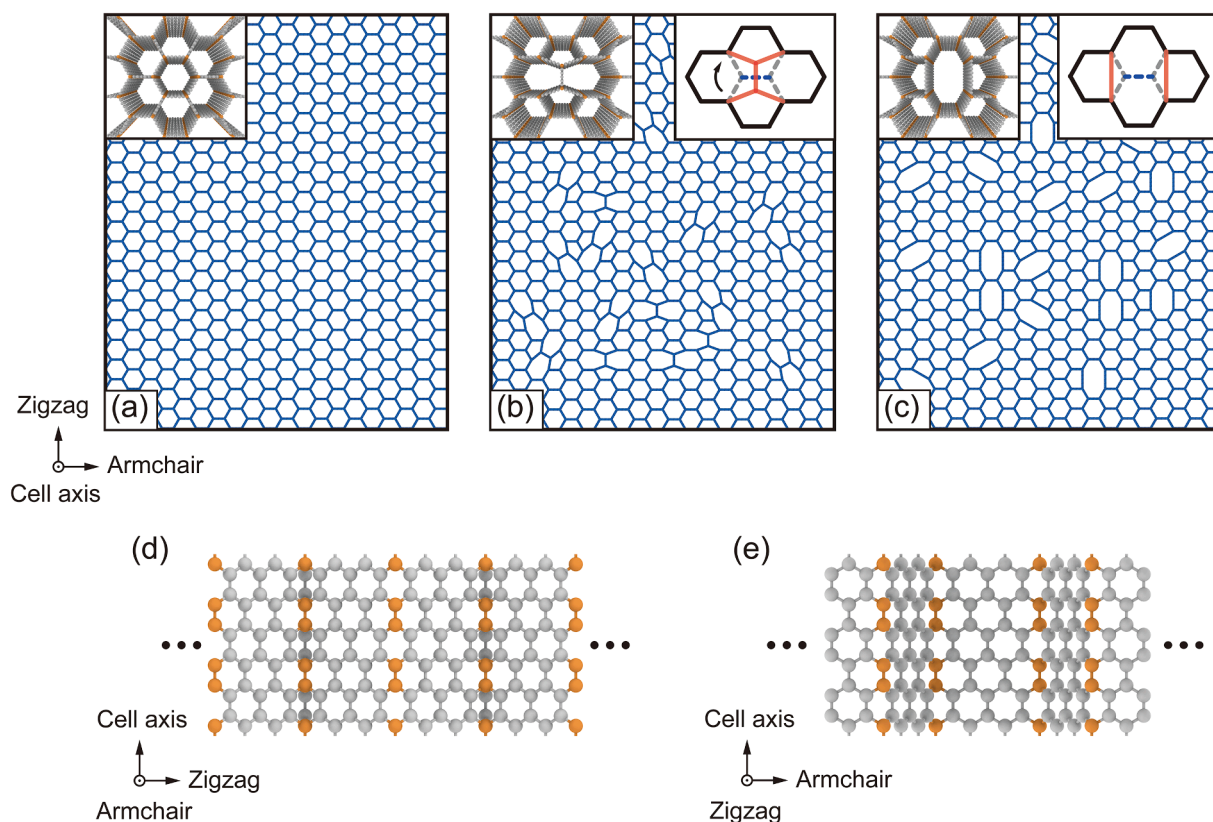 (a)
(b)
(c)
Zigzag
Armchair
Cell axis
(d)
(e)
Cell axis
Zigzag
Armchair
Cell axis
Armchair
Zigzag